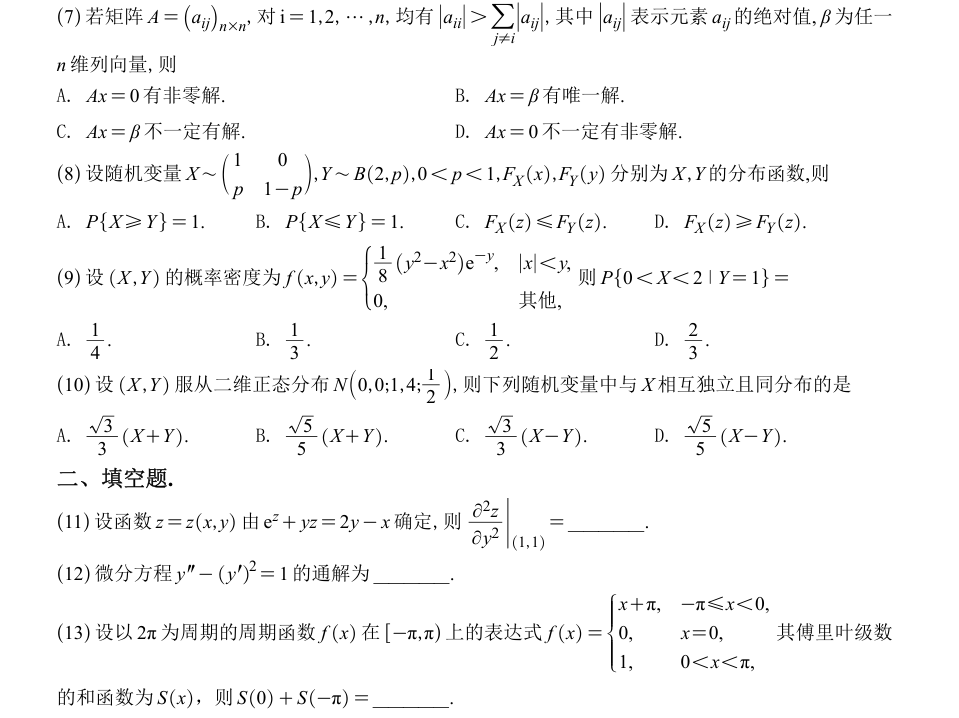 (7) 若矩阵 A = (a_{ij})_{n×n}, 对 i = 1,2, ⋯ ,n, 均有 |a_{ii}| > ∑_{j≠i} |a_{ij}|, 其中 |a_{ij}| 表示元素 a_{ij} 的绝对值, β 为任一
n 维列向量, 则
A. Ax = 0 有非零解. B. Ax = β 有唯一解.
C. Ax = β 不一定有解. D. Ax = 0 不一定有非零解.
(8) 设随机变量 X ~ (1 0; p 1−p), Y ~ B(2,p), 0 < p < 1, F_X(x), F_Y(y) 分别为 X, Y 的分布函数,则
A. P{X ≥ Y} = 1. B. P{X ≤ Y} = 1. C. F_X(z) ≤ F_Y(z). D. F_X(z) ≥ F_Y(z).
(9) 设 (X,Y) 的概率密度为 f(x,y) = { 1/8 (y²−x²)e^{−y}, |x| < y, 0, 其他, 则 P{0 < X < 2 | Y = 1} =
A. 1/4. B. 1/3. C. 1/2. D. 2/3.
(10) 设 (X,Y) 服从二维正态分布 N(0,0;1,4;1/2), 则下列随机变量中与 X 相互独立且同分布的是
A. √3/3 (X+Y). B. √5/5 (X+Y). C. √3/3 (X−Y). D. √5/5 (X−Y).
二、填空题.
(11) 设函数 z = z(x,y) 由 e^z + yz = 2y − x 确定, 则 ∂²z/∂y² |_{(1,1)} = ________.
(12) 微分方程 y″ − (y′)² = 1 的通解为 ________.
(13) 设以 2π 为周期的周期函数 f(x) 在 [−π,π) 上的表达式 f(x) = { x+π, −π ≤ x < 0, 0, x = 0, 1, 0 < x < π, 其傅里叶级数
的和函数为 S(x)，则 S(0) + S(−π) = ________.